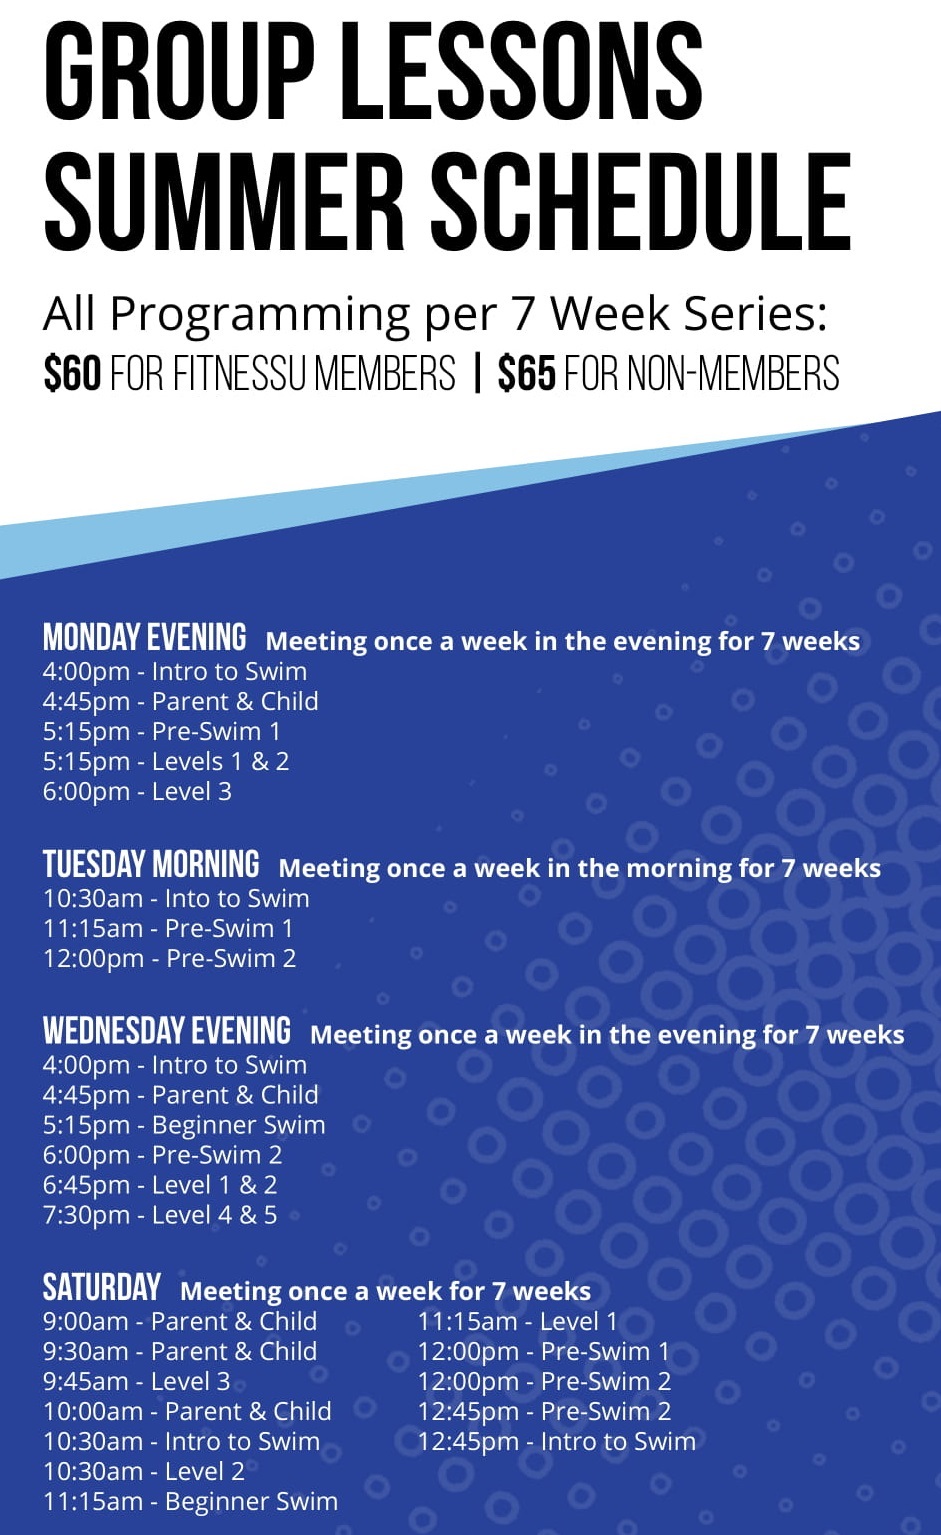 GROUP LESSONS
SUMMER SCHEDULE
All Programming per 7 Week Series:
$60 FOR FITNESSU MEMBERS | $65 FOR NON-MEMBERS
MONDAY EVENING Meeting once a week in the evening for 7 weeks
4:00pm - Intro to Swim
4:45pm - Parent & Child
5:15pm - Pre-Swim 1
5:15pm - Levels 1 & 2
6:00pm - Level 3
TUESDAY MORNING Meeting once a week in the morning for 7 weeks
10:30am - Into to Swim
11:15am - Pre-Swim 1
12:00pm - Pre-Swim 2
WEDNESDAY EVENING Meeting once a week in the evening for 7 weeks
4:00pm - Intro to Swim
4:45pm - Parent & Child
5:15pm - Beginner Swim
6:00pm - Pre-Swim 2
6:45pm - Level 1 & 2
7:30pm - Level 4 & 5
SATURDAY Meeting once a week for 7 weeks
9:00am - Parent & Child
9:30am - Parent & Child
9:45am - Level 3
10:00am - Parent & Child
10:30am - Intro to Swim
10:30am - Level 2
11:15am - Beginner Swim
11:15am - Level 1
12:00pm - Pre-Swim 1
12:00pm - Pre-Swim 2
12:45pm - Pre-Swim 2
12:45pm - Intro to Swim